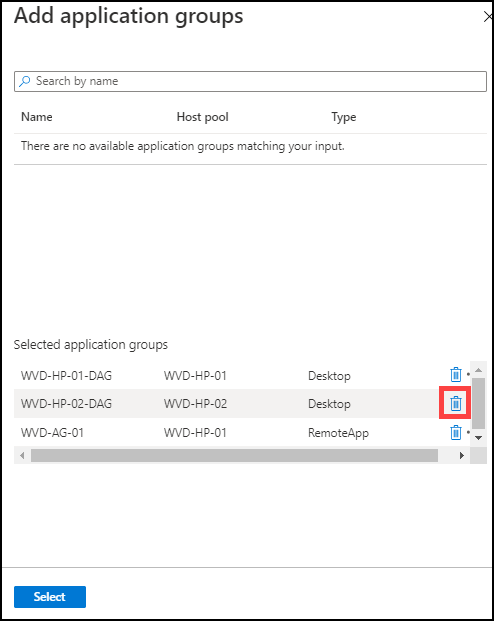 Add application groups
Search by name
Name Host pool Type
There are no available application groups matching your input.
Selected application groups
WVD-HP-01-DAG WVD-HP-01 Desktop
WVD-HP-02-DAG WVD-HP-02 Desktop
WVD-AG-01 WVD-HP-01 RemoteApp
Select